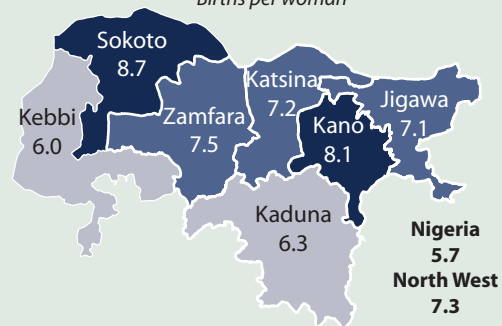 Births per woman
Sokoto
8.7
Katsina
7.2
Jigawa
7.1
Kebbi
6.0
Zamfara
7.5
Kano
8.1
Kaduna
6.3
Nigeria
5.7
North West
7.3